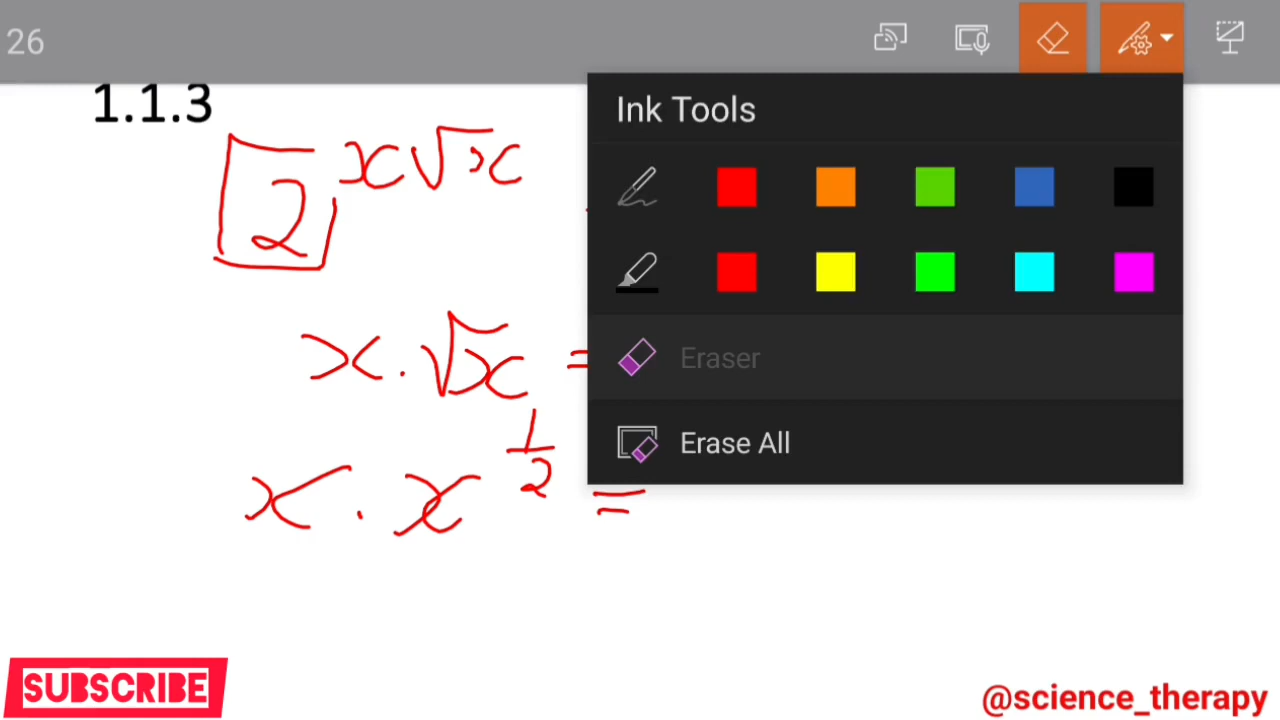 26
1.1.3
Ink Tools
2^{x√x}
x · √x =
Eraser
Erase All
x · x^{1/2} =
SUBSCRIBE
@science_therapy